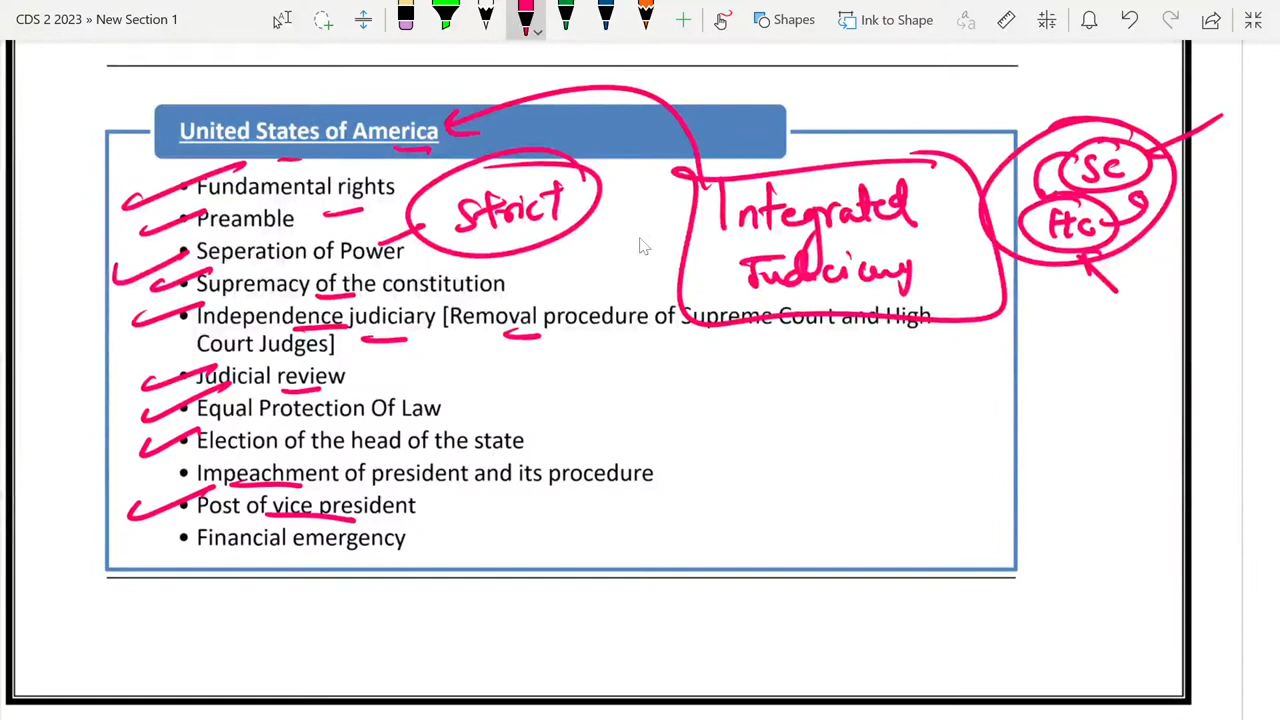 CDS 2 2023 » New Section 1
Shapes
Ink to Shape
United States of America
• Fundamental rights
• Preamble
• Seperation of Power
• Supremacy of the constitution
• Independence judiciary [Removal procedure of Supreme Court and High
Court Judges]
• Judicial review
• Equal Protection Of Law
• Election of the head of the state
• Impeachment of president and its procedure
• Post of vice president
• Financial emergency
Strict
Integrated
Judiciary
SC
HC